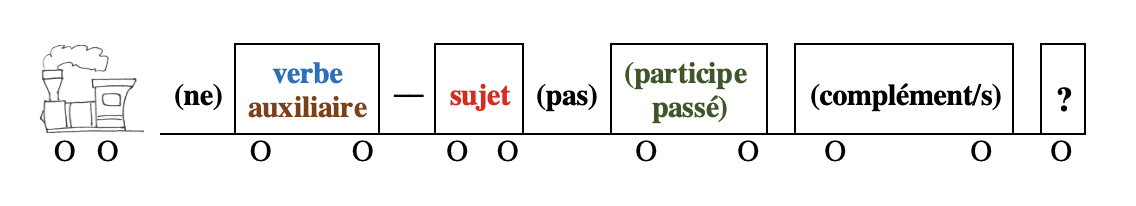 (ne) verbe auxiliaire — sujet (pas) (participe passé) (complément/s) ?
O O O O O O O O O O O